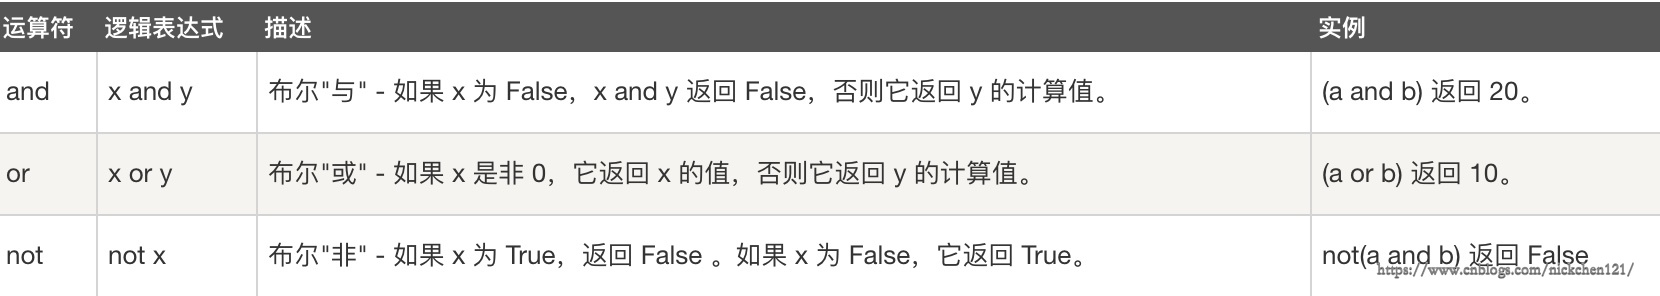 运算符 逻辑表达式 描述 实例
and x and y 布尔"与" - 如果 x 为 False，x and y 返回 False，否则它返回 y 的计算值。 (a and b) 返回 20。
or x or y 布尔"或" - 如果 x 是非 0，它返回 x 的值，否则它返回 y 的计算值。 (a or b) 返回 10。
not not x 布尔"非" - 如果 x 为 True，返回 False 。如果 x 为 False，它返回 True。 not(a and b) 返回 False
https://www.cnblogs.com/nickchen121/